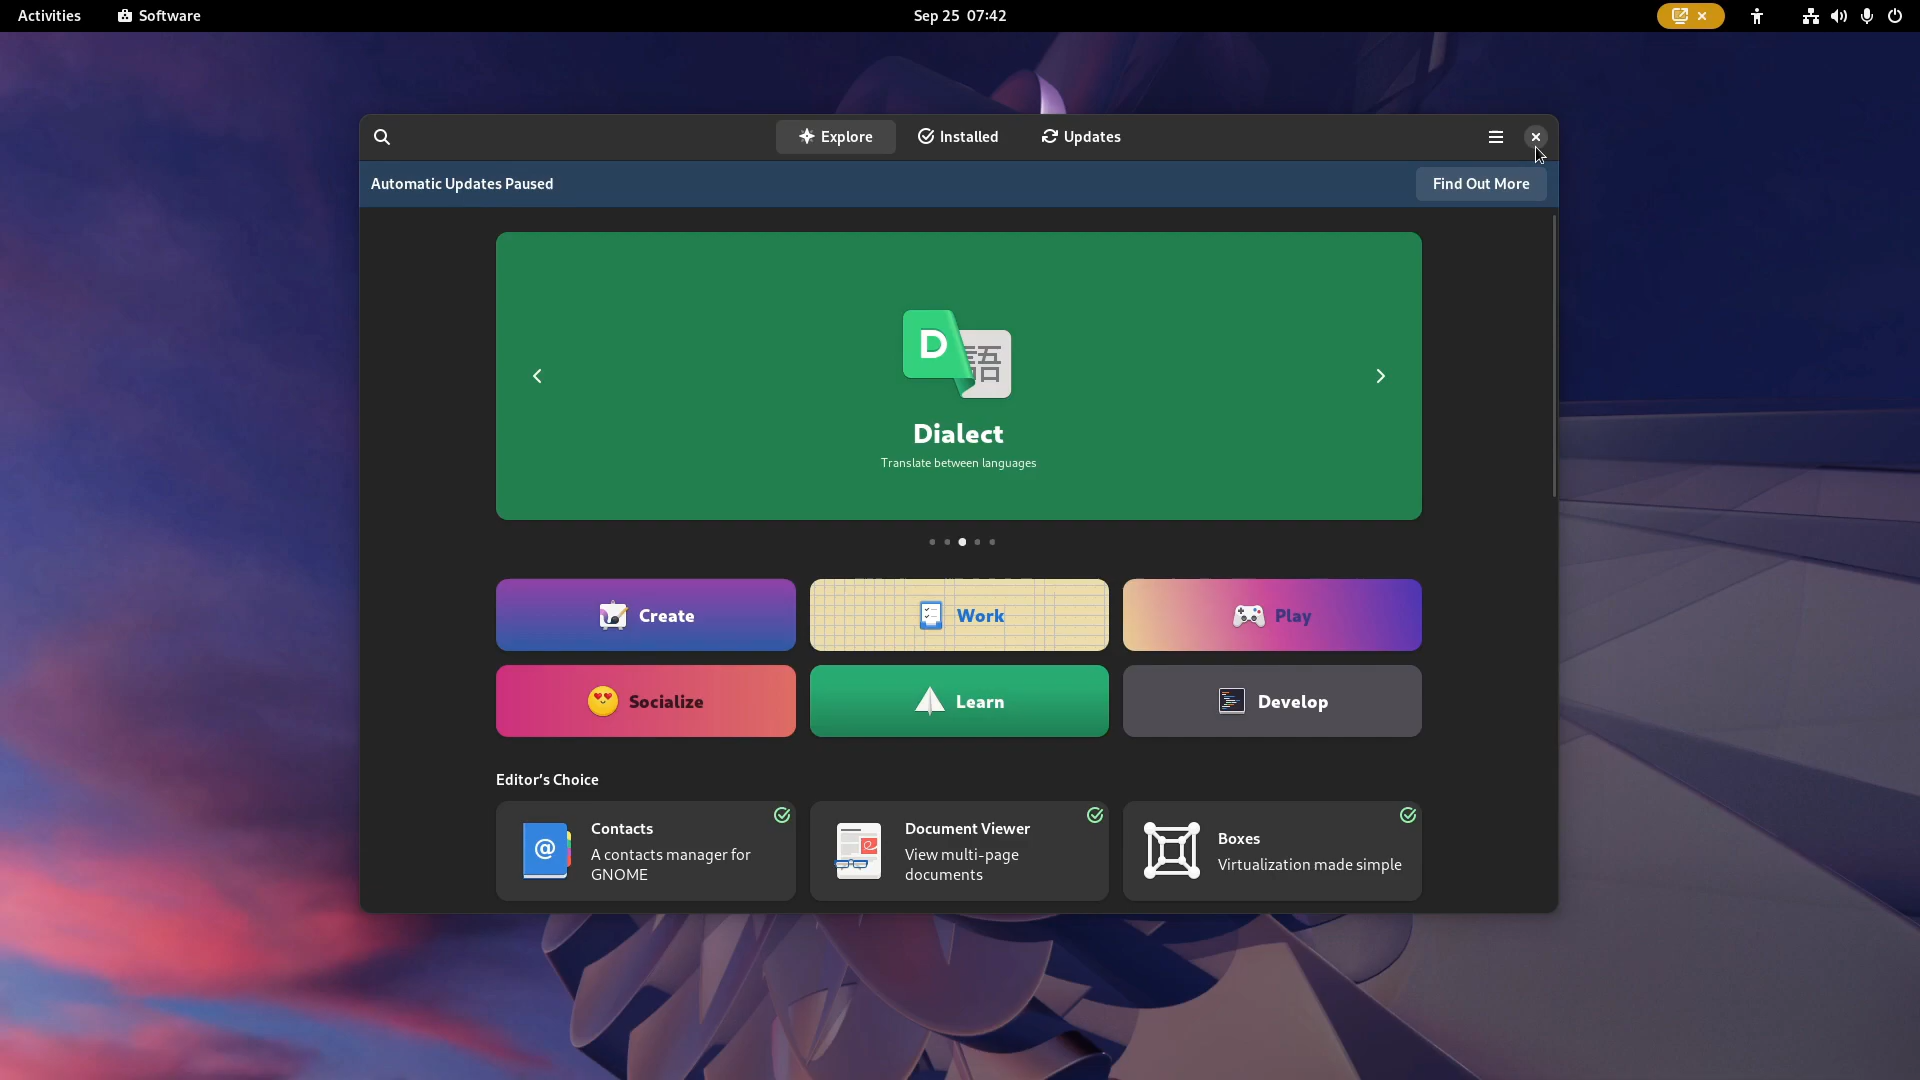 Activities
Software
Sep 25 07:42
Explore
Installed
Updates
Automatic Updates Paused
Find Out More
D
語
Dialect
Translate between languages
Create
Work
Play
Socialize
Learn
Develop
Editor's Choice
@
Contacts
A contacts manager for
GNOME
Document Viewer
View multi-page
documents
Boxes
Virtualization made simple